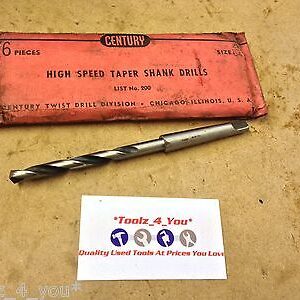 CENTURY
6 PIECES
SIZE
HIGH SPEED TAPER SHANK DRILLS
LIST No. 200
CENTURY TWIST DRILL DIVISION - CHICAGO, ILLINOIS, U. S. A.
*Toolz_4_You*
Quality Used Tools At Prices You Love
s_4_you*